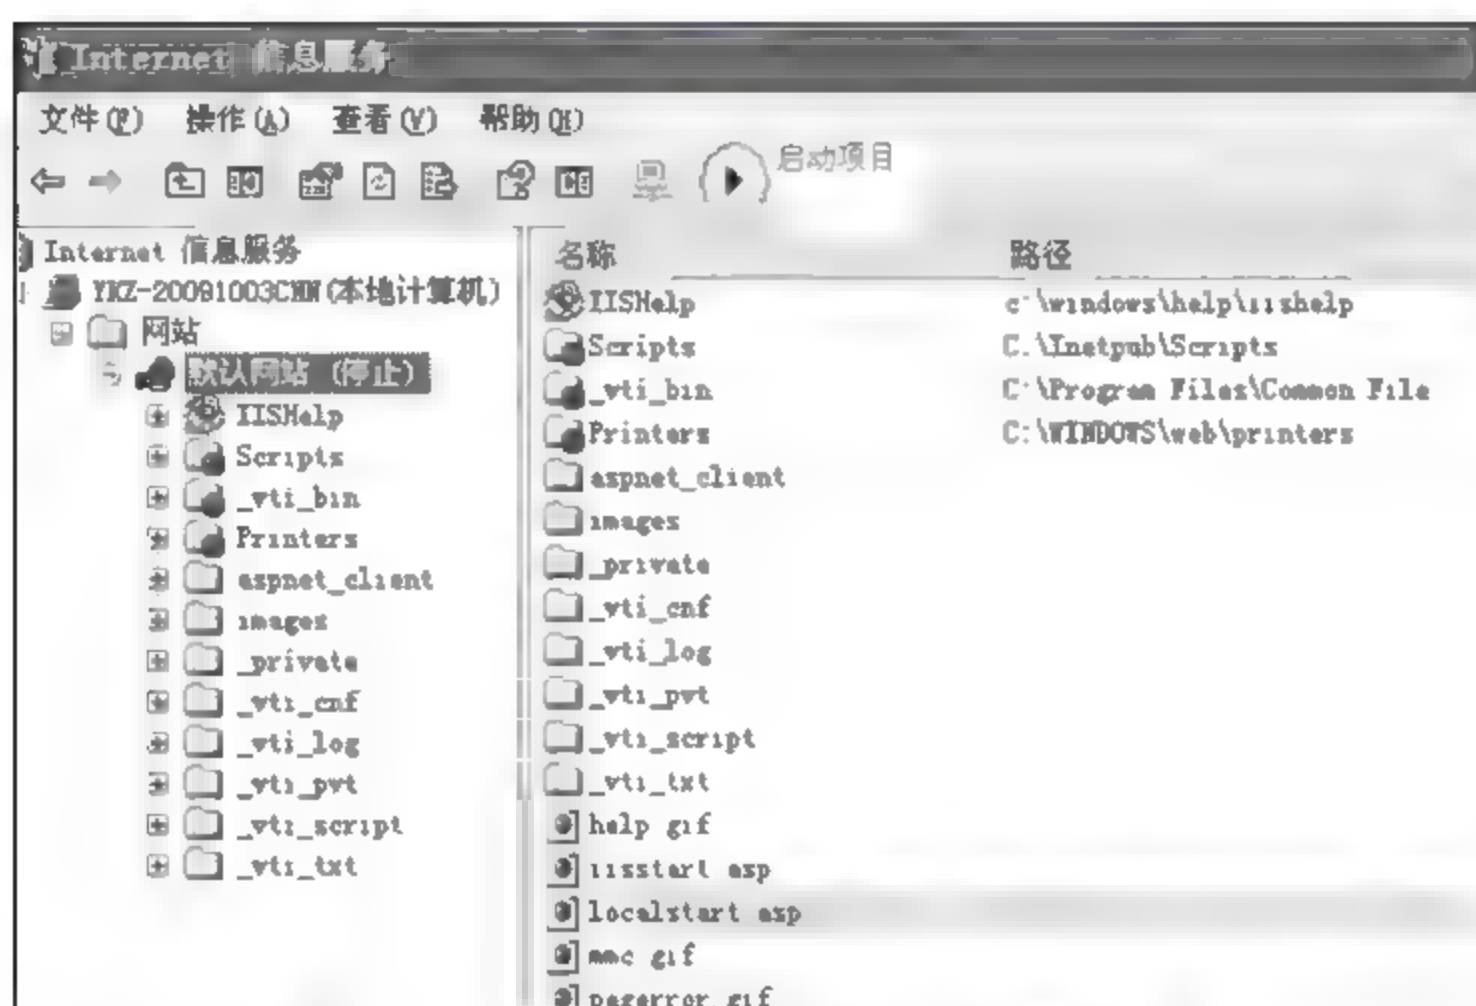 Internet 信息服务
文件(F) 操作(A) 查看(V) 帮助(H)
启动项目
Internet 信息服务
YKZ-20091003CMM(本地计算机)
网站
默认网站 (停止)
IISHelp
Scripts
_vti_bin
Printers
aspnet_client
images
_private
_vti_cnf
_vti_log
_vti_pvt
_vti_script
_vti_txt
名称 路径
IISHelp c:\windows\help\iishelp
Scripts C:\Inetpub\Scripts
_vti_bin C:\Program Files\Common File
Printers C:\WINDOWS\web\printers
aspnet_client
images
_private
_vti_cnf
_vti_log
_vti_pvt
_vti_script
_vti_txt
help gif
iisstart asp
localstart asp
mmc gif
pagerror.gif